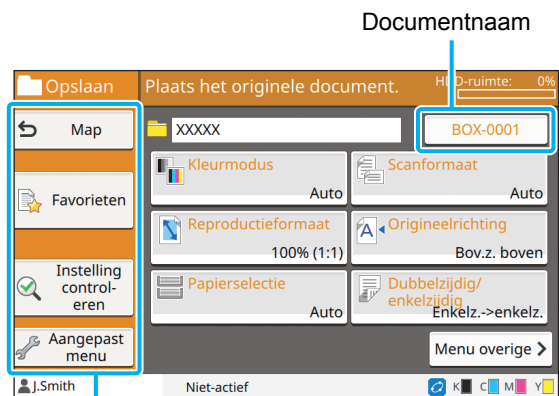 Documentnaam
Opslaan
Plaats het originele document.
HDD-ruimte: 0%
Map
XXXXX
BOX-0001
Favorieten
Kleurmodus
Auto
Scanformaat
Auto
Reproductieformaat
100% (1:1)
Origineelrichting
Bov.z. boven
Instelling
control-
eren
Papierselectie
Auto
Dubbelzijdig/
enkelzijdig
Enkelz.->enkelz.
Aangepast
menu
Menu overige
J.Smith
Niet-actief
K C M Y